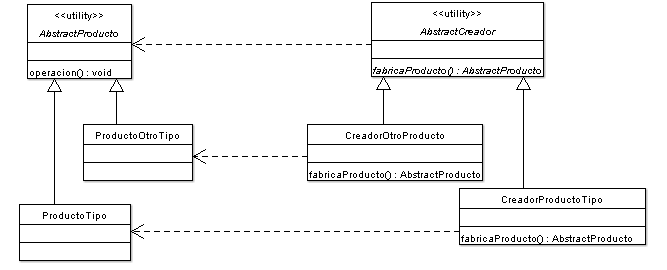 <<utility>>
AbstractProducto
operacion() : void
<<utility>>
AbstractCreador
fabricaProducto() : AbstractProducto
ProductoOtroTipo
CreadorOtroProducto
fabricaProducto() : AbstractProducto
ProductoTipo
CreadorProductoTipo
fabricaProducto() : AbstractProducto